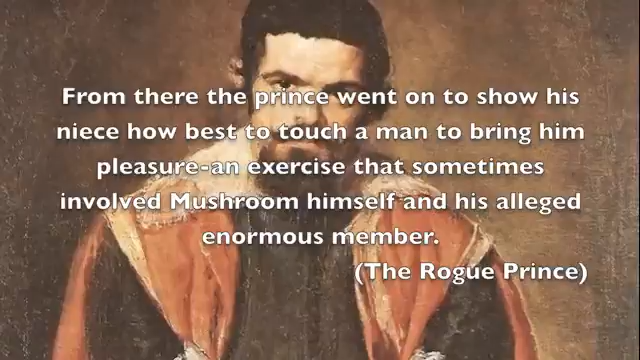 From there the prince went on to show his
niece how best to touch a man to bring him
pleasure-an exercise that sometimes
involved Mushroom himself and his alleged
enormous member.
(The Rogue Prince)